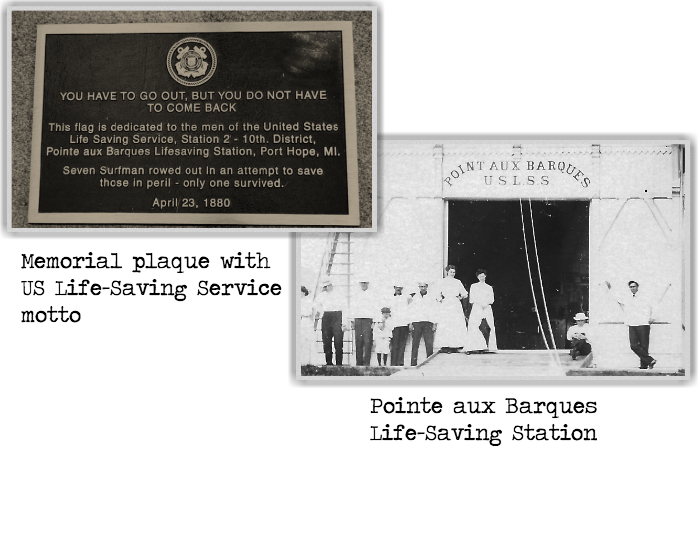 YOU HAVE TO GO OUT, BUT YOU DO NOT HAVE
TO COME BACK
This flag is dedicated to the men of the United States
Life Saving Service, Station 2 - 10th. District,
Pointe aux Barques Lifesaving Station, Port Hope, MI.
Seven Surfman rowed out in an attempt to save
those in peril - only one survived.
April 23, 1880
Memorial plaque with
US Life-Saving Service
motto
POINT AUX BARQUES
U S L S S
Pointe aux Barques
Life-Saving Station